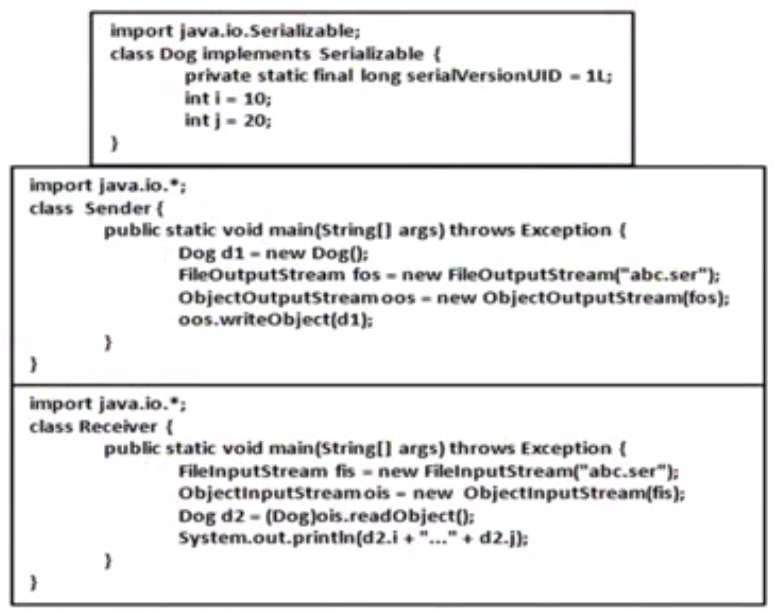 import java.io.Serializable;
class Dog implements Serializable {
private static final long serialVersionUID = 1L;
int i = 10;
int j = 20;
}
import java.io.*;
class Sender {
public static void main(String[] args) throws Exception {
Dog d1 = new Dog();
FileOutputStream fos = new FileOutputStream("abc.ser");
ObjectOutputStream oos = new ObjectOutputStream(fos);
oos.writeObject(d1);
}
}
import java.io.*;
class Receiver {
public static void main(String[] args) throws Exception {
FileInputStream fis = new FileInputStream("abc.ser");
ObjectInputStream ois = new ObjectInputStream(fis);
Dog d2 = (Dog)ois.readObject();
System.out.println(d2.i + "..." + d2.j);
}
}